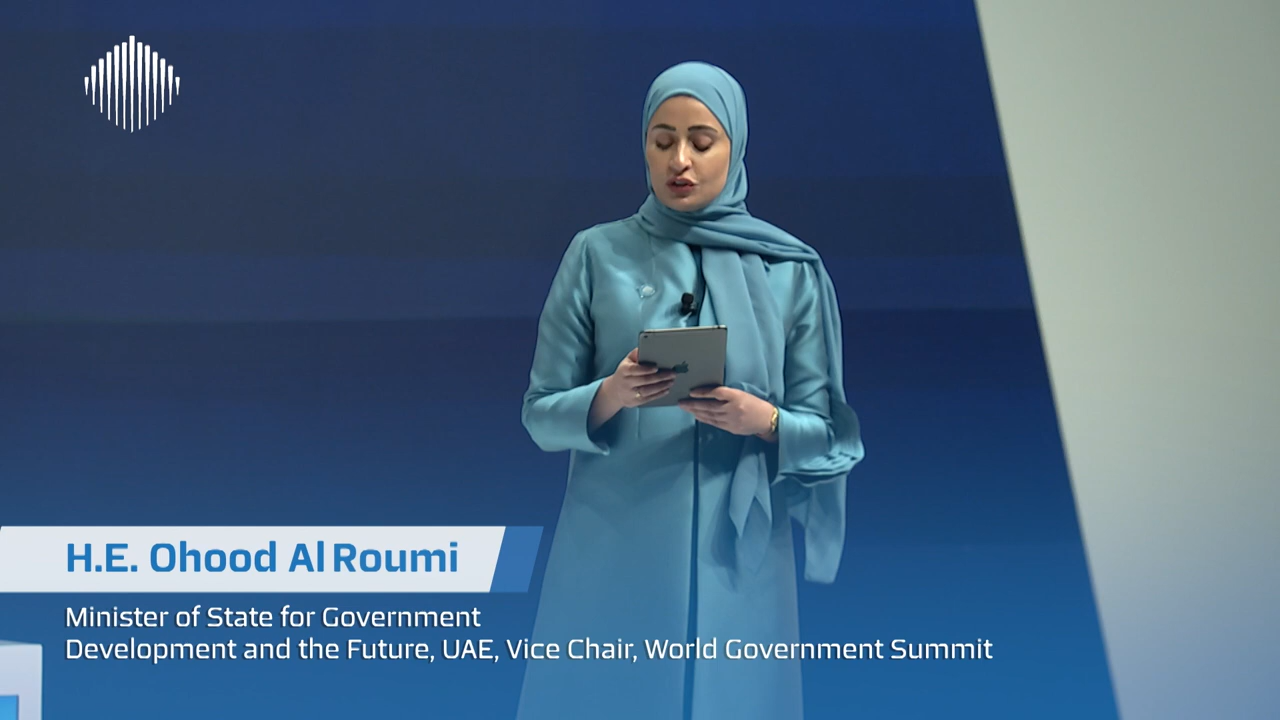 H.E. Ohood Al Roumi
Minister of State for Government
Development and the Future, UAE, Vice Chair, World Government Summit